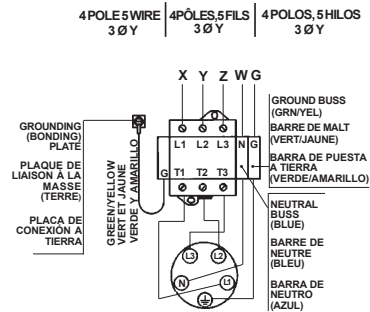 4 POLE 5 WIRE
3 Ø Y
4 PÔLES, 5 FILS
3 Ø Y
4 POLOS, 5 HILOS
3 Ø Y
X Y Z W G
GROUNDING
(BONDING)
PLATE
PLAQUE DE
LIAISON À LA
MASSE
(TERRE)
PLACA DE
CONEXIÓN A
TIERRA
GREEN/YELLOW
VERT ET JAUNE
VERDE Y AMARILLO
L1 L2 L3 N G
G T1 T2 T3
L3 L2
N L1
GROUND BUSS
(GRN/YEL)
BARRE DE MALT
(VERT/JAUNE)
BARRA DE PUESTA
A TIERRA
(VERDE/AMARILLO)
NEUTRAL
BUSS
(BLUE)
BARRE DE
NEUTRE
(BLEU)
BARRA DE
NEUTRO
(AZUL)